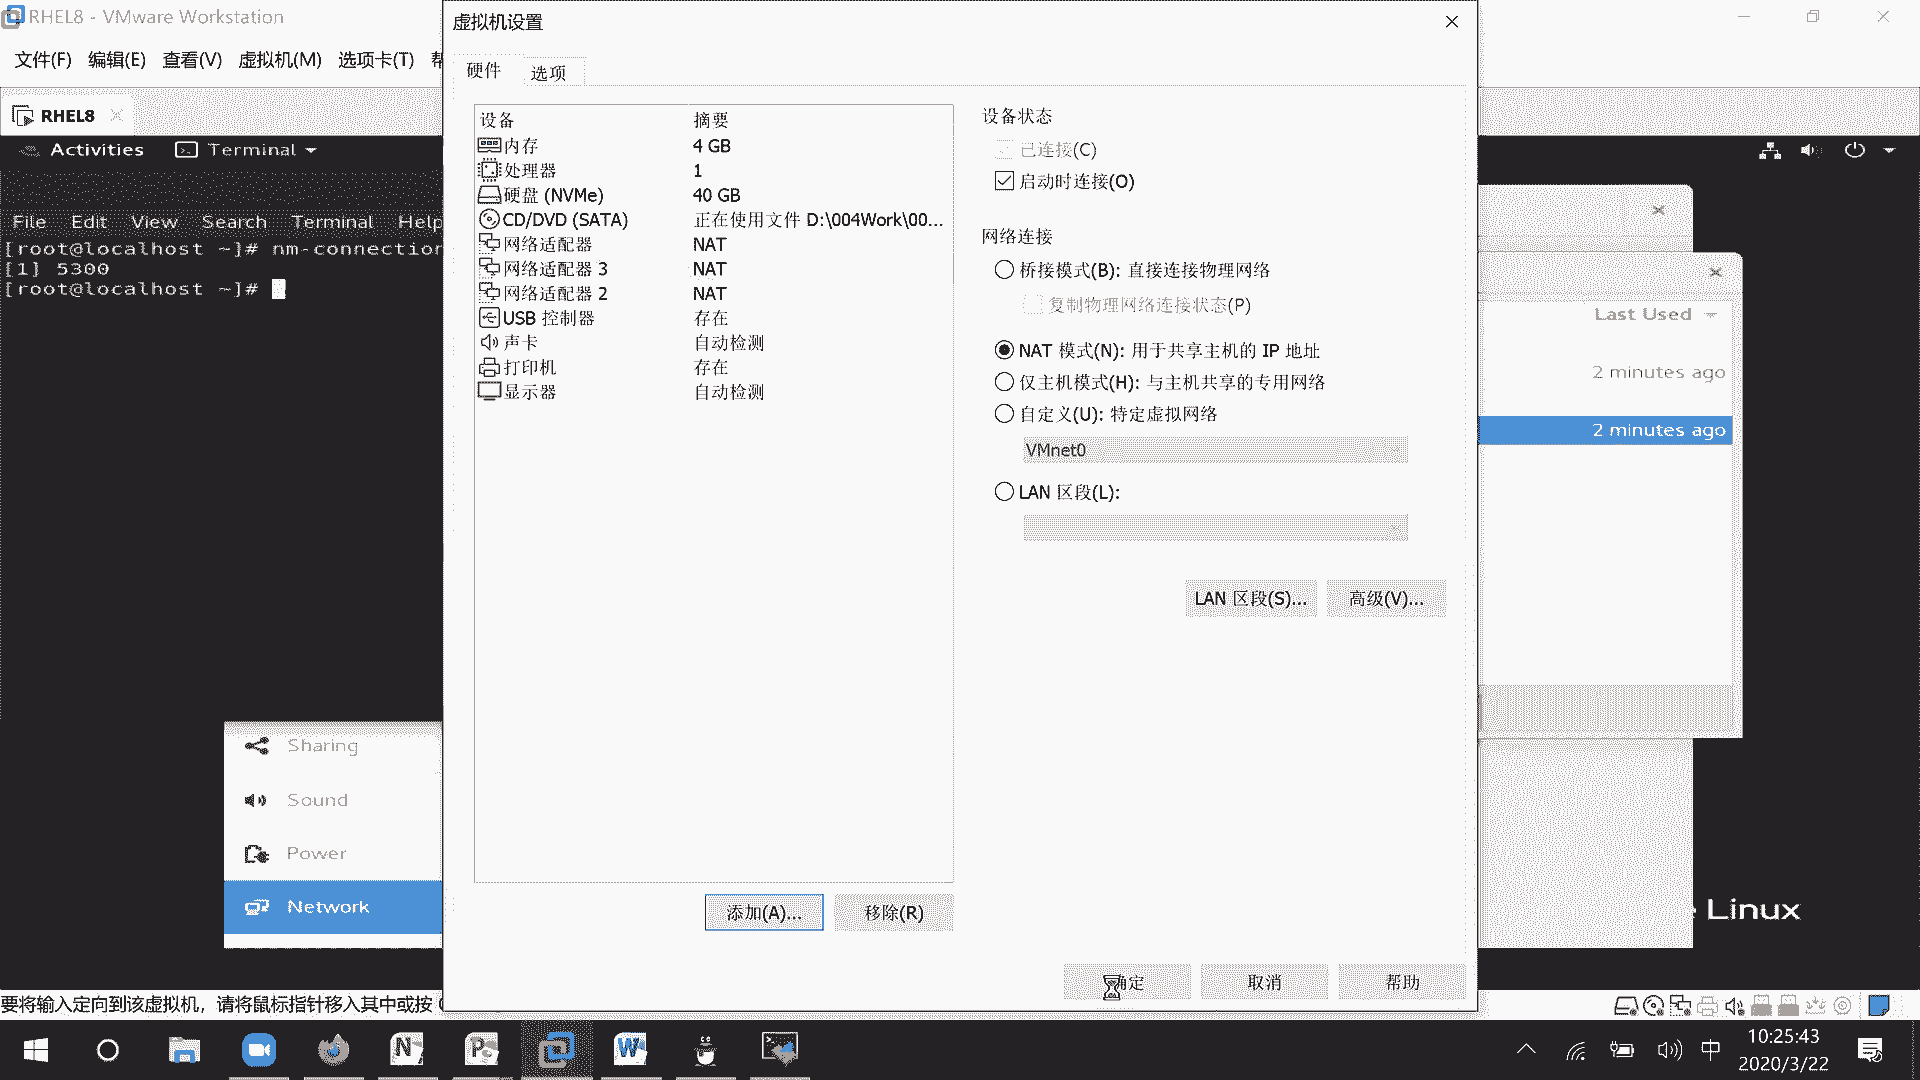 RHEL8 - VMware Workstation
文件(F) 编辑(E) 查看(V) 虚拟机(M) 选项卡(T)
RHEL8
Activities Terminal
File Edit View Search Terminal Help
[root@localhost ~]# nm-connection
[1] 5300
[root@localhost ~]#
Sharing
Sound
Power
Network
虚拟机设置
硬件 选项
设备 摘要
内存 4 GB
处理器 1
硬盘 (NVMe) 40 GB
CD/DVD (SATA) 正在使用文件 D:\004Work\00...
网络适配器 NAT
网络适配器 3 NAT
网络适配器 2 NAT
USB 控制器 存在
声卡 自动检测
打印机 存在
显示器 自动检测
添加(A)... 移除(R)
设备状态
已连接(C)
启动时连接(O)
网络连接
桥接模式(B): 直接连接物理网络
复制物理网络连接状态(P)
NAT 模式(N): 用于共享主机的 IP 地址
仅主机模式(H): 与主机共享的专用网络
自定义(U): 特定虚拟网络
VMnet0
LAN 区段(L):
LAN 区段(S)... 高级(V)...
定 取消 帮助
Last Used
2 minutes ago
2 minutes ago
Linux
要将输入定向到该虚拟机，请将鼠标指针移入其中或按
中
10:25:43
2020/3/22